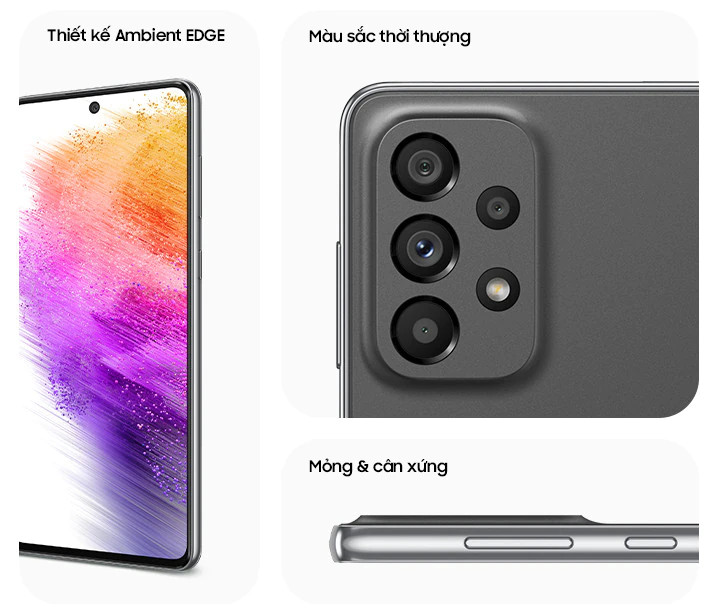 Thiết kế Ambient EDGE
Màu sắc thời thượng
Mỏng & cân xứng